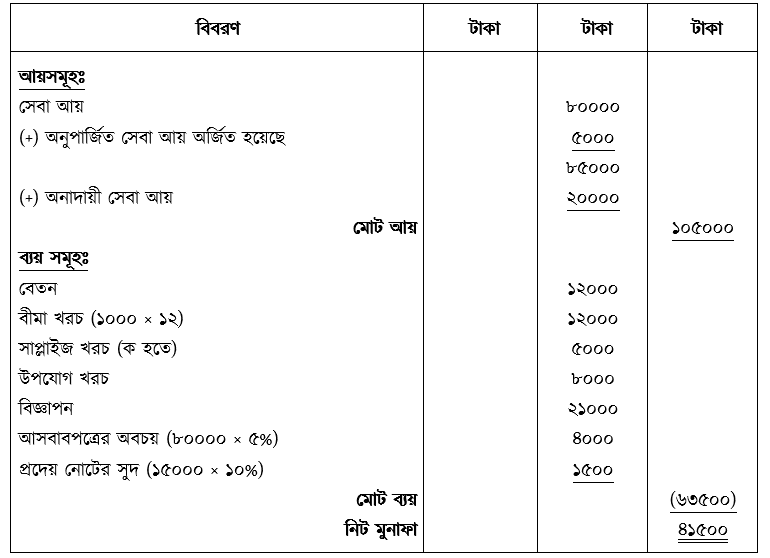 বিবরণ টাকা টাকা টাকা
আয়সমূহঃ
সেবা আয় ৮০০০০
(+) অনুপার্জিত সেবা আয় অর্জিত হয়েছে ৫০০০
৮৫০০০
(+) অনাদায়ী সেবা আয় ২০০০০
মোট আয় ১০৫০০০
ব্যয় সমূহঃ
বেতন ১২০০০
বীমা খরচ (১০০০ × ১২) ১২০০০
সাপ্লাইজ খরচ (ক হতে) ৫০০০
উপযোগ খরচ ৮০০০
বিজ্ঞাপন ২১০০০
আসবাবপত্রের অবচয় (৮০০০০ × ৫%) ৪০০০
প্রদেয় নোটের সুদ (১৫০০০ × ১০%) ১৫০০
মোট ব্যয় (৬৩৫০০)
নিট মুনাফা ৪১৫০০